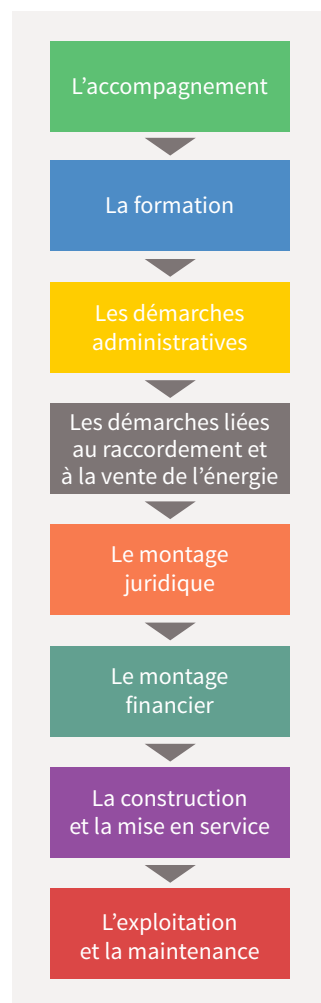 L’accompagnement
La formation
Les démarches
administratives
Les démarches liées
au raccordement et
à la vente de l’énergie
Le montage
juridique
Le montage
financier
La construction
et la mise en service
L’exploitation
et la maintenance